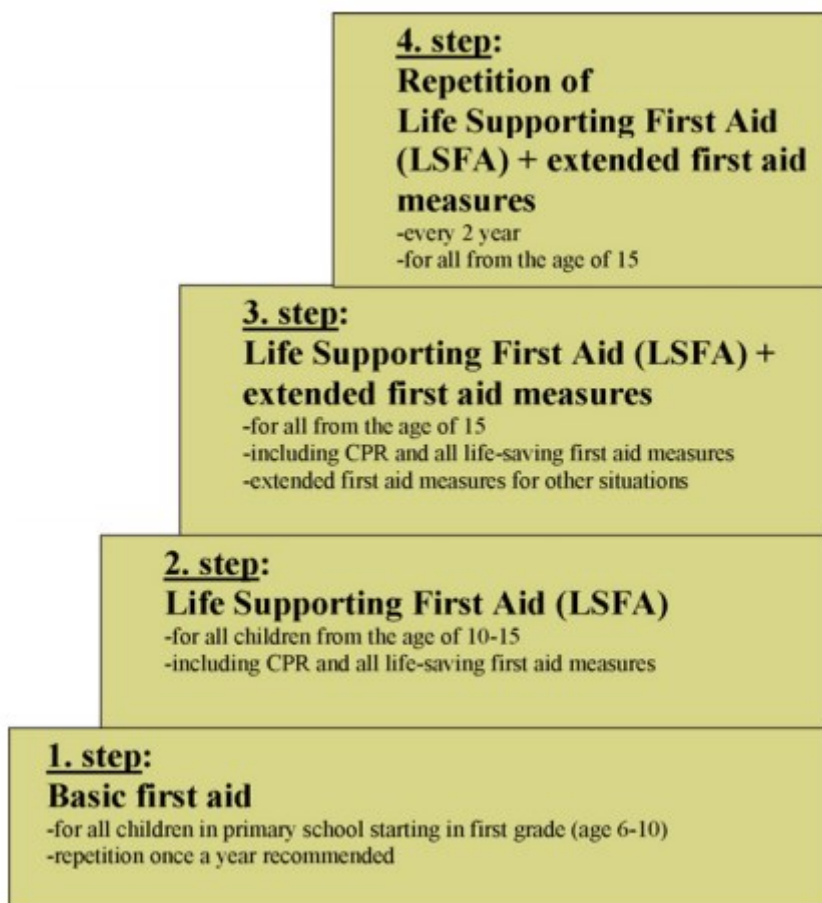 4. step:
Repetition of
Life Supporting First Aid
(LSFA) + extended first aid
measures
-every 2 year
-for all from the age of 15
3. step:
Life Supporting First Aid (LSFA) +
extended first aid measures
-for all from the age of 15
-including CPR and all life-saving first aid measures
-extended first aid measures for other situations
2. step:
Life Supporting First Aid (LSFA)
-for all children from the age of 10-15
-including CPR and all life-saving first aid measures
1. step:
Basic first aid
-for all children in primary school starting in first grade (age 6-10)
-repetition once a year recommended